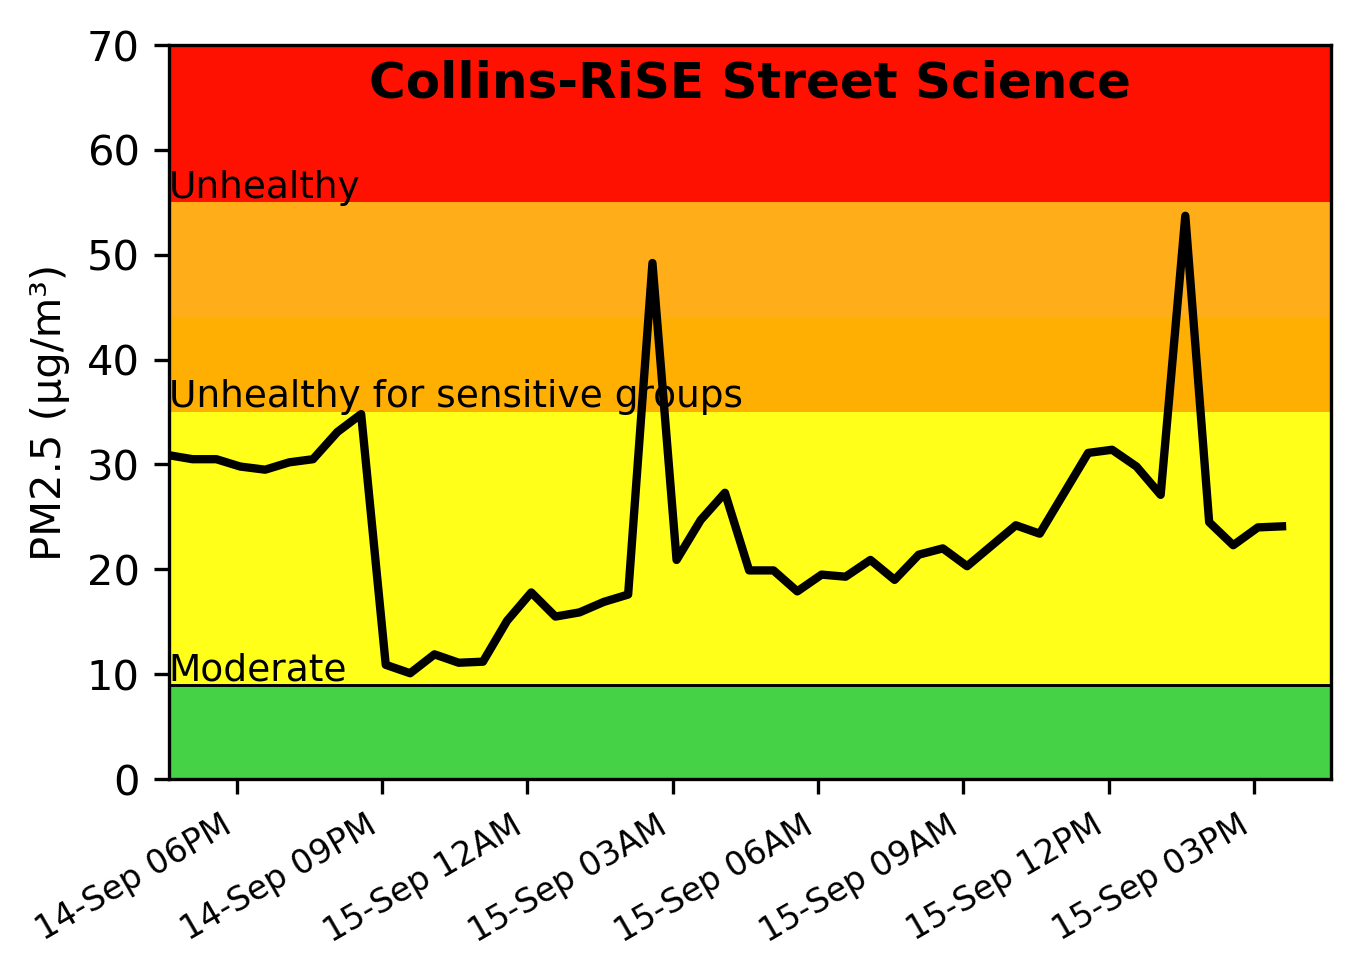 Collins-RiSE Street Science
70
60
50
40
30
20
10
0
PM2.5 (µg/m³)
Unhealthy
Unhealthy for sensitive groups
Moderate
14-Sep 06PM
14-Sep 09PM
15-Sep 12AM
15-Sep 03AM
15-Sep 06AM
15-Sep 09AM
15-Sep 12PM
15-Sep 03PM